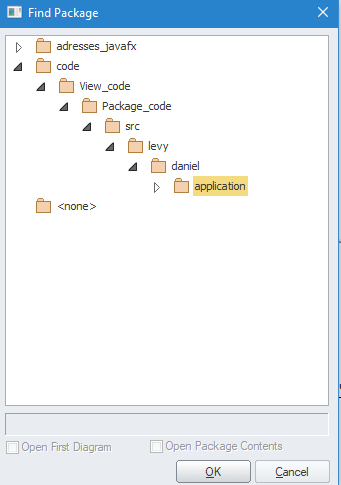 Find Package
adresses_javafx
code
View_code
Package_code
src
levy
daniel
application
<none>
Open First Diagram
Open Package Contents
OK
Cancel